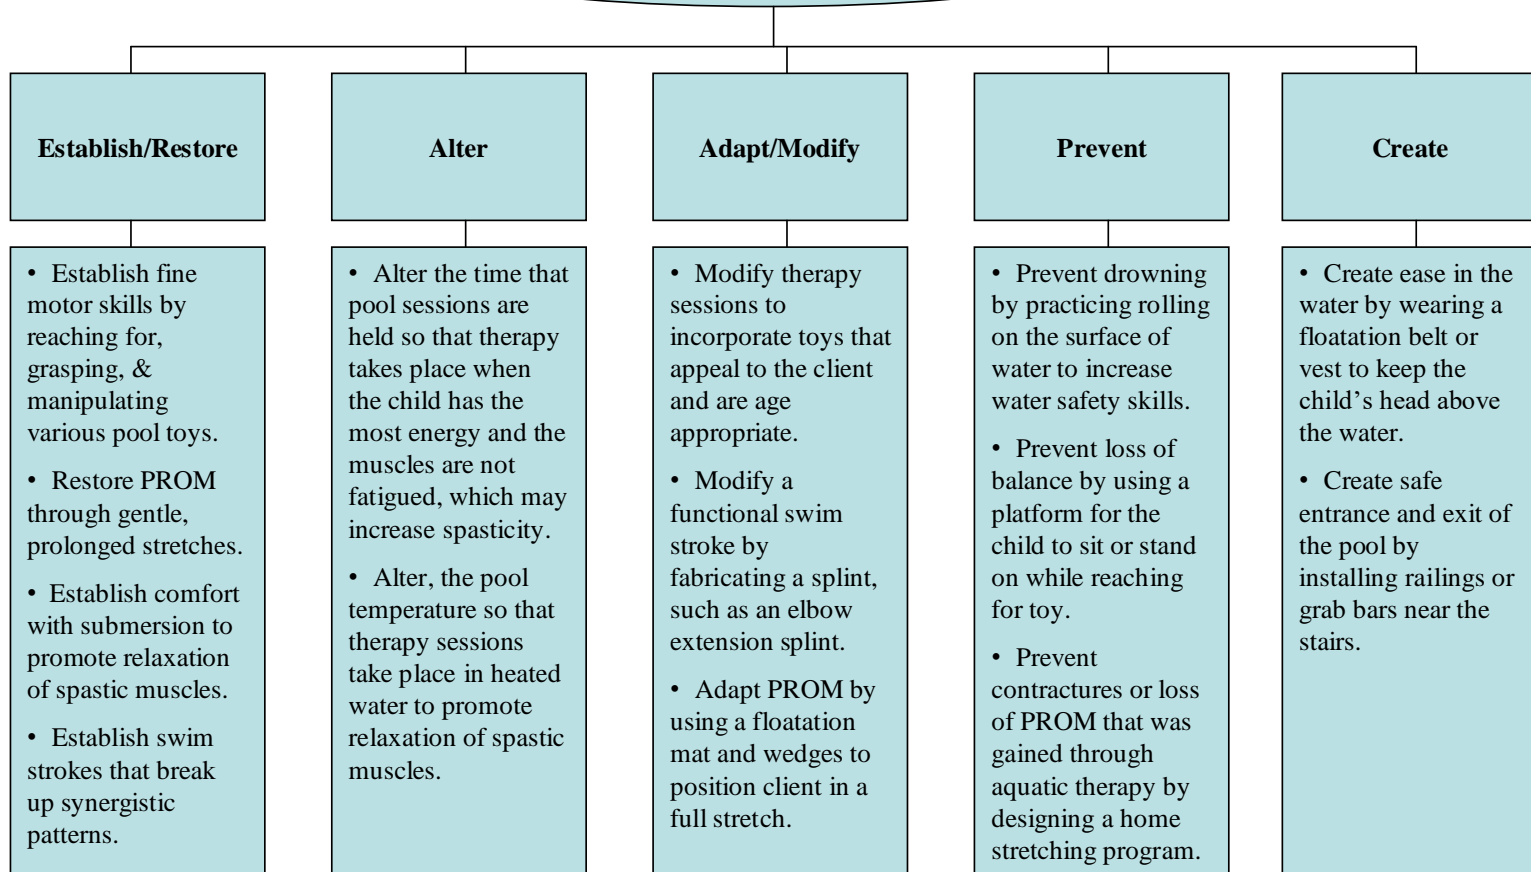 Establish/Restore
Alter
Adapt/Modify
Prevent
Create
• Establish fine
motor skills by
reaching for,
grasping, &
manipulating
various pool toys.
• Restore PROM
through gentle,
prolonged stretches.
• Establish comfort
with submersion to
promote relaxation
of spastic muscles.
• Establish swim
strokes that break
up synergistic
patterns.
• Alter the time that
pool sessions are
held so that therapy
takes place when
the child has the
most energy and the
muscles are not
fatigued, which may
increase spasticity.
• Alter, the pool
temperature so that
therapy sessions
take place in heated
water to promote
relaxation of spastic
muscles.
• Modify therapy
sessions to
incorporate toys that
appeal to the client
and are age
appropriate.
• Modify a
functional swim
stroke by
fabricating a splint,
such as an elbow
extension splint.
• Adapt PROM by
using a floatation
mat and wedges to
position client in a
full stretch.
• Prevent drowning
by practicing rolling
on the surface of
water to increase
water safety skills.
• Prevent loss of
balance by using a
platform for the
child to sit or stand
on while reaching
for toy.
• Prevent
contractures or loss
of PROM that was
gained through
aquatic therapy by
designing a home
stretching program.
• Create ease in the
water by wearing a
floatation belt or
vest to keep the
child’s head above
the water.
• Create safe
entrance and exit of
the pool by
installing railings or
grab bars near the
stairs.